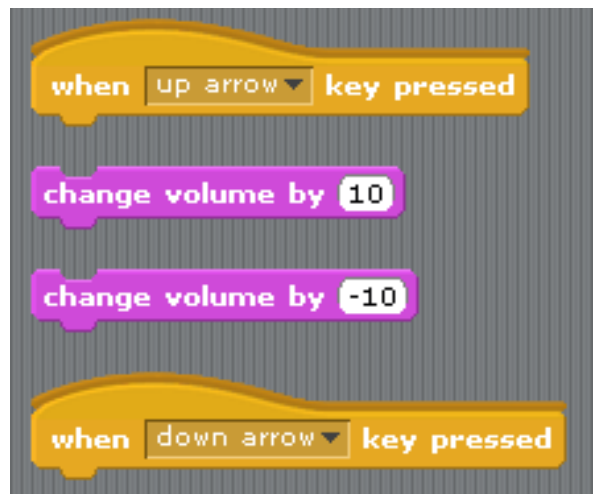 when up arrow key pressed
change volume by 10
change volume by -10
when down arrow key pressed